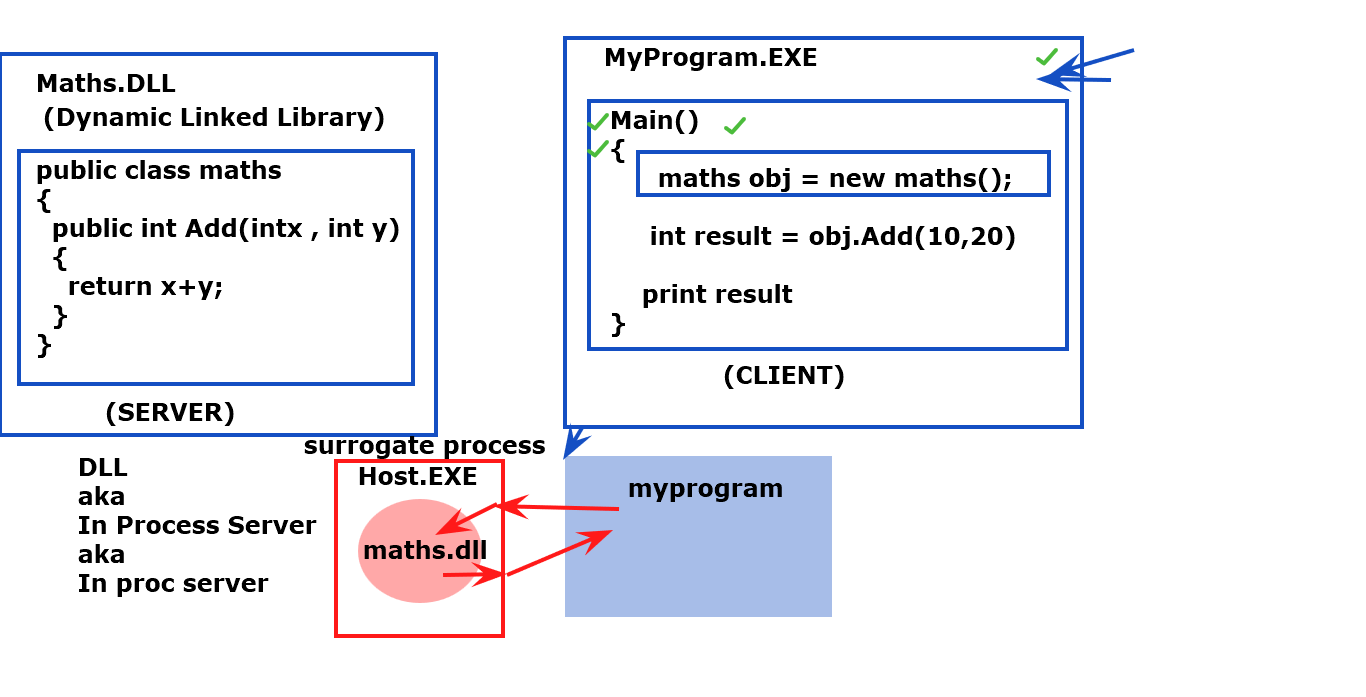 Maths.DLL
(Dynamic Linked Library)
public class maths
{
public int Add(intx , int y)
{
return x+y;
}
}
(SERVER)
MyProgram.EXE
Main()
{
maths obj = new maths();
int result = obj.Add(10,20)
print result
}
(CLIENT)
DLL
aka
In Process Server
aka
In proc server
surrogate process
Host.EXE
maths.dll
myprogram